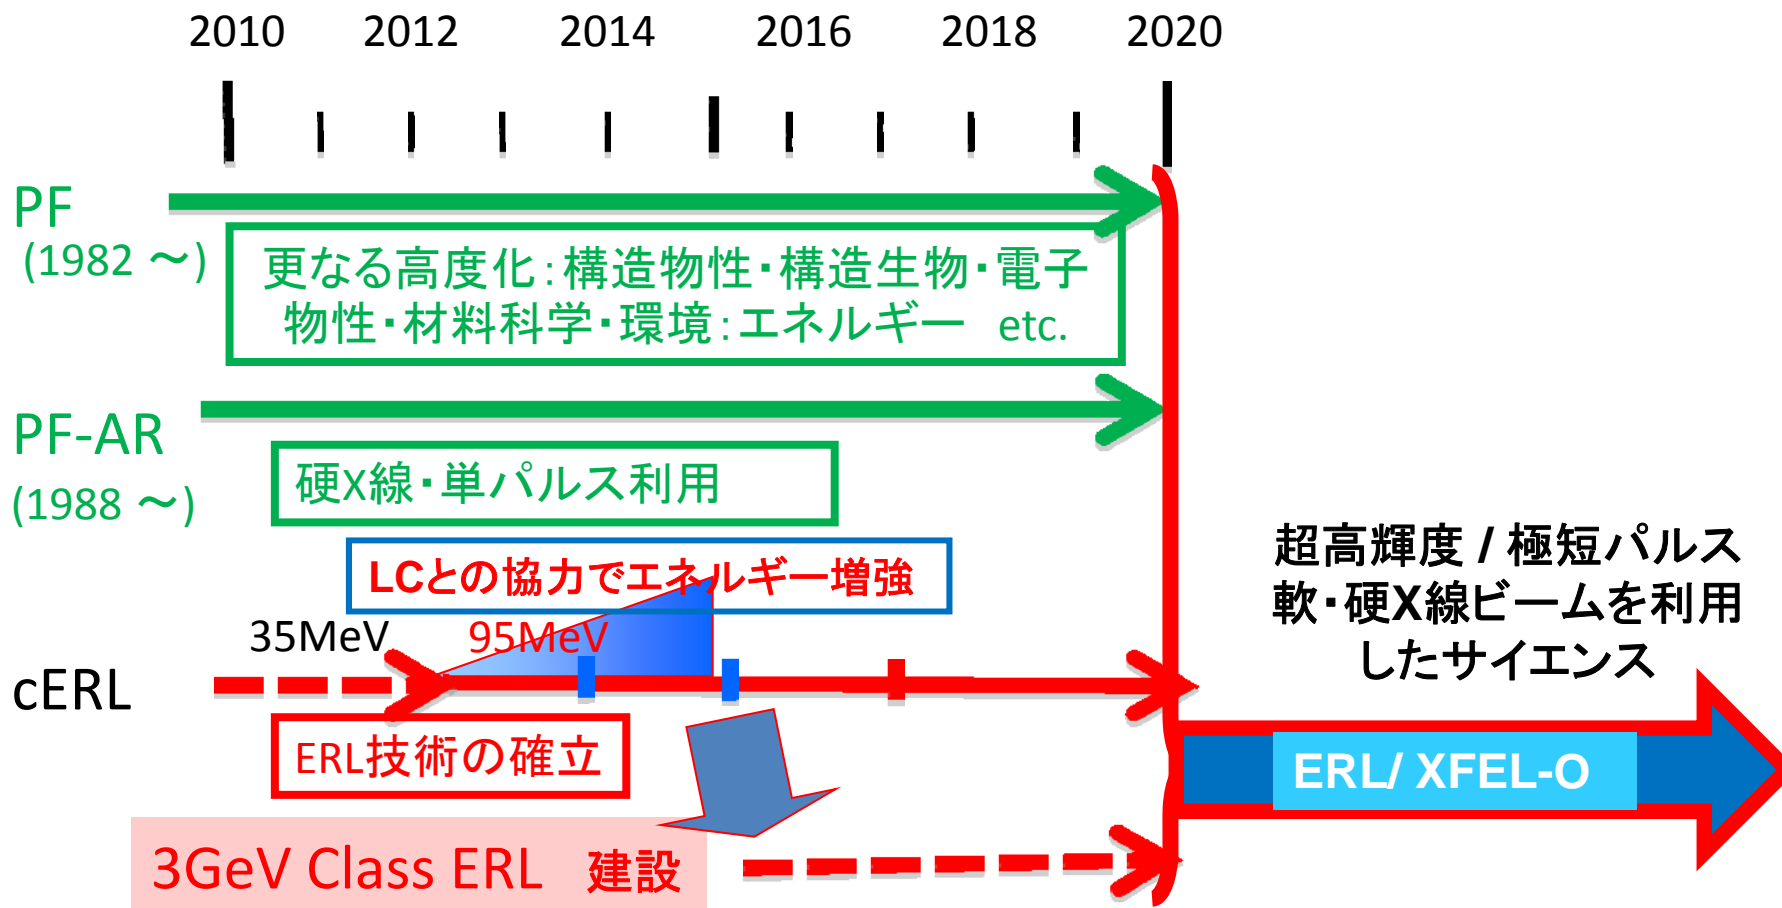 2010 2012 2014 2016 2018 2020
PF
(1982 ～)
更なる高度化:構造物性・構造生物・電子
物性・材料科学・環境:エネルギー etc.
PF-AR
(1988 ～)
硬X線・単パルス利用
LCとの協力でエネルギー増強
35MeV 95MeV
cERL
ERL技術の確立
3GeV Class ERL 建設
超高輝度 / 極短パルス
軟・硬X線ビームを利用
したサイエンス
ERL/ XFEL-O